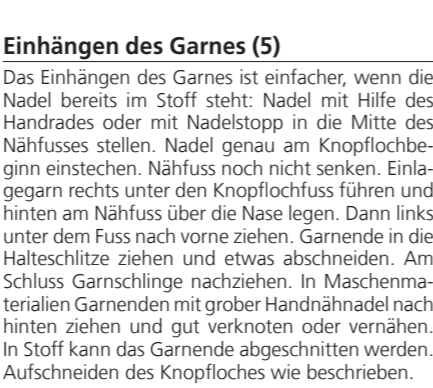 Einhängen des Garnes (5)
Das Einhängen des Garnes ist einfacher, wenn die
Nadel bereits im Stoff steht: Nadel mit Hilfe des
Handrades oder mit Nadelstopp in die Mitte des
Nähfusses stellen. Nadel genau am Knopflochbe-
ginn einstechen. Nähfuss noch nicht senken. Einla-
gegarn rechts unter den Knopflochfuss führen und
hinten am Nähfuss über die Nase legen. Dann links
unter dem Fuss nach vorne ziehen. Garnende in die
Halteschlitze ziehen und etwas abschneiden. Am
Schluss Garnschlinge nachziehen. In Maschenma-
terialien Garnenden mit grober Handnähnadel nach
hinten ziehen und gut verknoten oder vernähen.
In Stoff kann das Garnende abgeschnitten werden.
Aufschneiden des Knopfloches wie beschrieben.